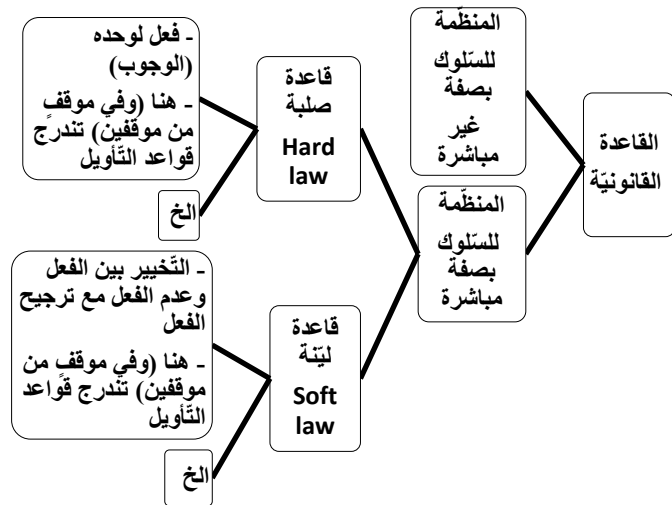 القاعدة
القانونيّة
المنظّمة
للسّلوك
بصفة
غير
مباشرة
المنظّمة
للسّلوك
بصفة
مباشرة
قاعدة
صلبة
Hard
law
- فعل لوحده
(الوجوب)
- هنا (وفي موقفٍ
من موقفين) تندرج
قواعد التّأويل
الخ
قاعدة
ليّنة
Soft
law
- التّخيير بين الفعل
وعدم الفعل مع ترجيح
الفعل
- هنا (وفي موقفٍ من
موقفين) تندرج قواعد
التّأويل
الخ